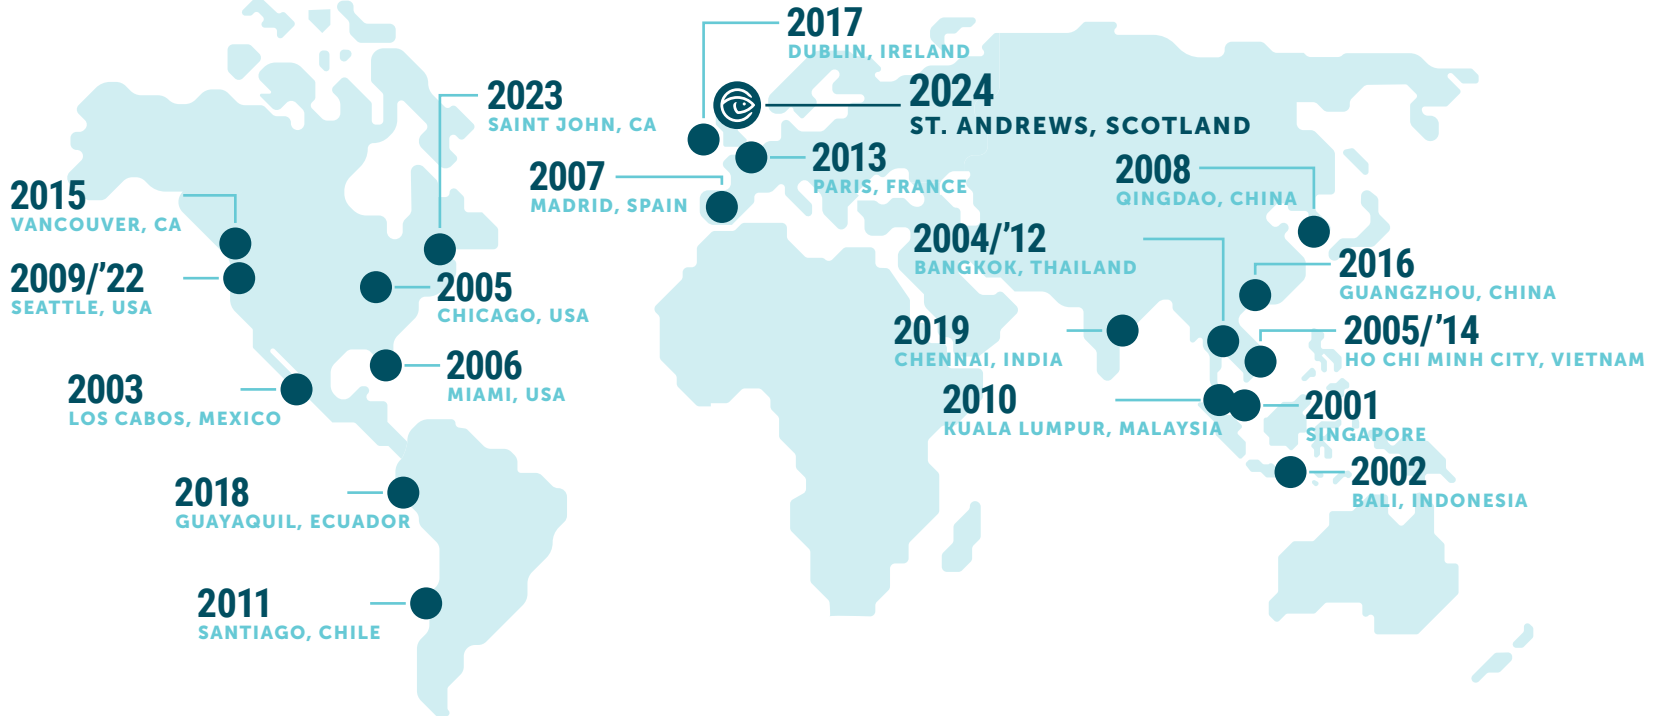 2017
DUBLIN, IRELAND
2024
ST. ANDREWS, SCOTLAND
2023
SAINT JOHN, CA
2013
PARIS, FRANCE
2007
MADRID, SPAIN
2008
QINGDAO, CHINA
2015
VANCOUVER, CA
2004/’12
BANGKOK, THAILAND
2009/’22
SEATTLE, USA
2005
CHICAGO, USA
2016
GUANGZHOU, CHINA
2019
CHENNAI, INDIA
2005/’14
HO CHI MINH CITY, VIETNAM
2006
MIAMI, USA
2003
LOS CABOS, MEXICO
2010
KUALA LUMPUR, MALAYSIA
2001
SINGAPORE
2002
BALI, INDONESIA
2018
GUAYAQUIL, ECUADOR
2011
SANTIAGO, CHILE